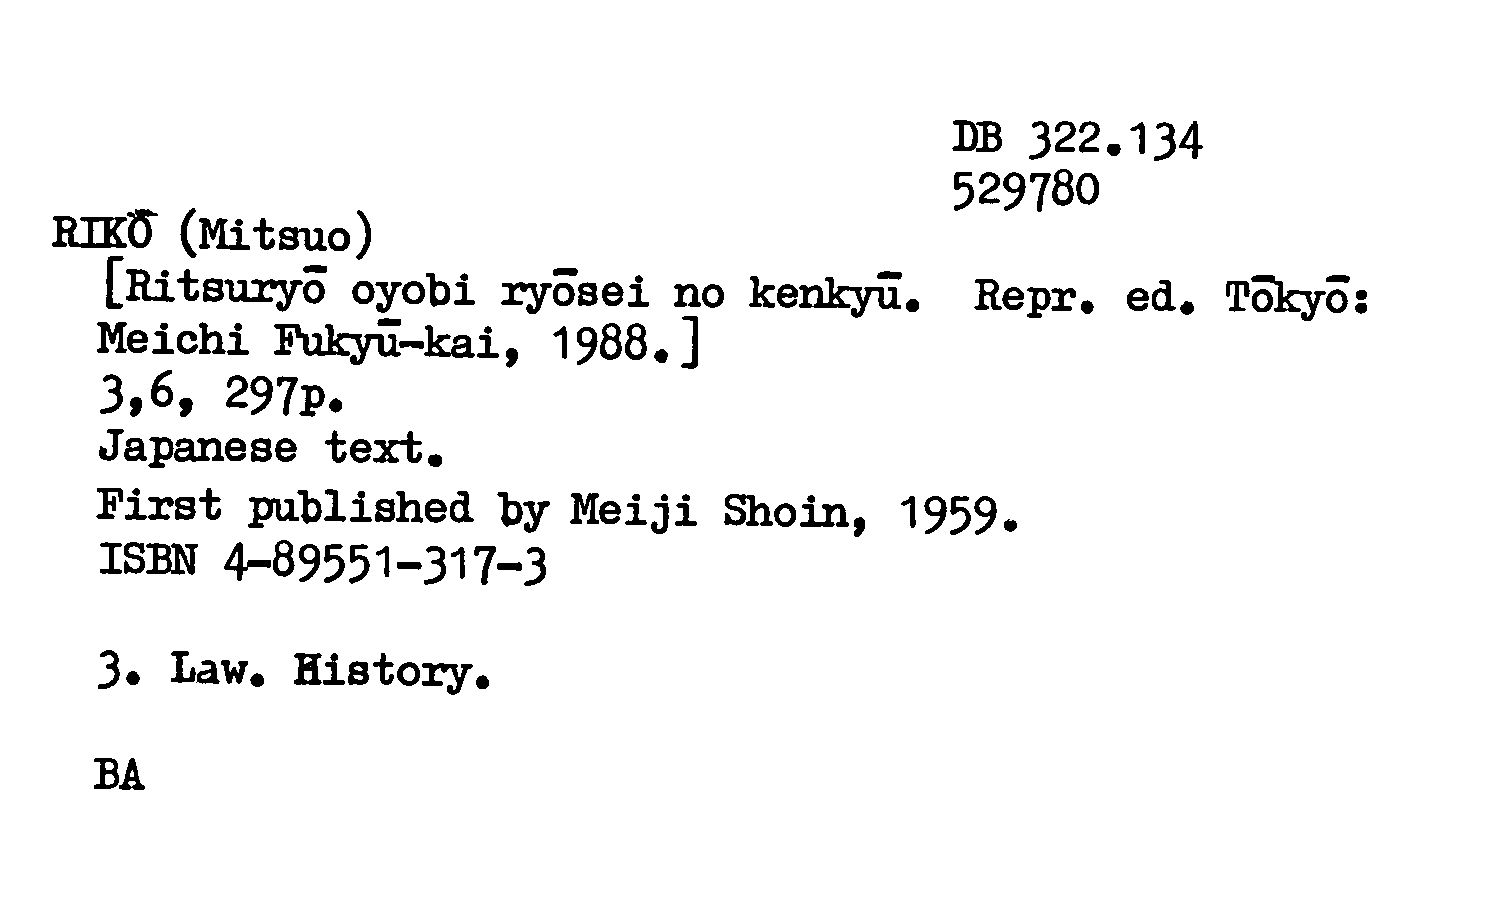 DB 322.134
529780
RIKŌ (Mitsuo)
[Ritsuryō oyobi ryōsei no kenkyū. Repr. ed. Tōkyō:
Meichi Fukyū-kai, 1988.]
3,6, 297p.
Japanese text.
First published by Meiji Shoin, 1959.
ISBN 4-89551-317-3
3. Law. History.
BA